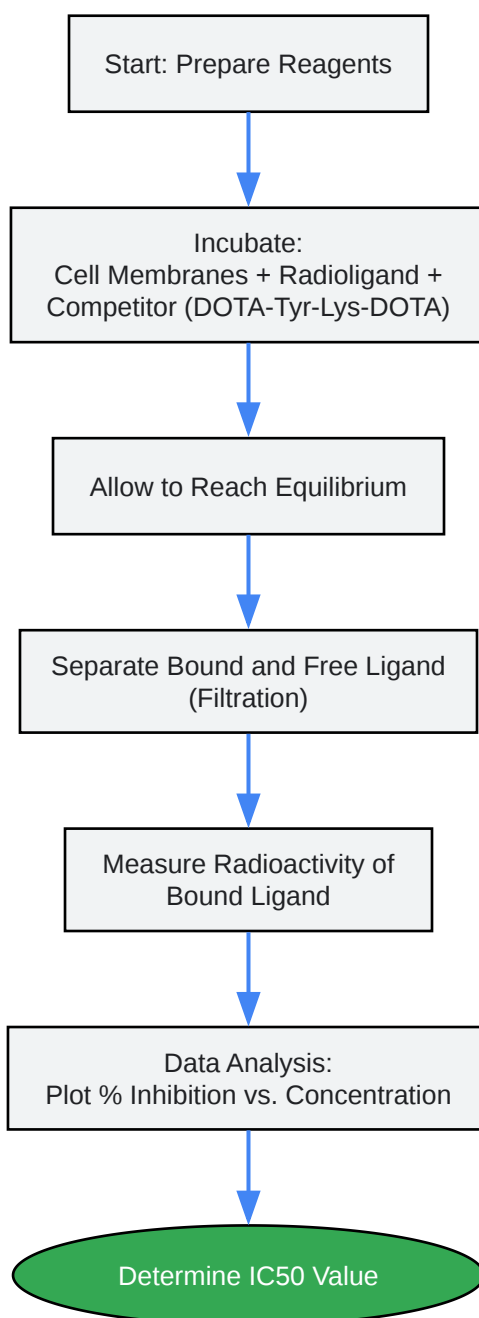 Start: Prepare Reagents
Incubate:
Cell Membranes + Radioligand +
Competitor (DOTA-Tyr-Lys-DOTA)
Allow to Reach Equilibrium
Separate Bound and Free Ligand
(Filtration)
Measure Radioactivity of
Bound Ligand
Data Analysis:
Plot % Inhibition vs. Concentration
Determine IC50 Value